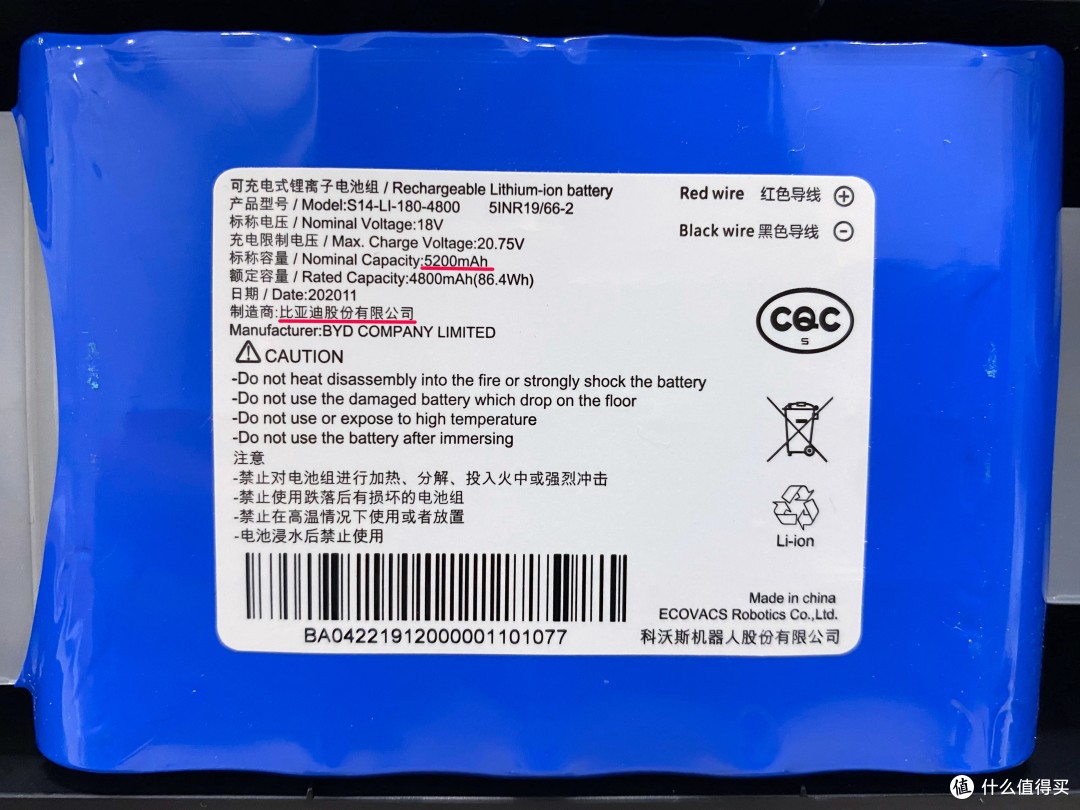 可充电式锂离子电池组 / Rechargeable Lithium-ion battery
产品型号 / Model:S14-LI-180-4800 5INR19/66-2
标称电压 / Nominal Voltage:18V
充电限制电压 / Max. Charge Voltage:20.75V
标称容量 / Nominal Capacity:5200mAh
额定容量 / Rated Capacity:4800mAh(86.4Wh)
日期 / Date:202011
制造商:比亚迪股份有限公司
Manufacturer:BYD COMPANY LIMITED
Red wire 红色导线 +
Black wire 黑色导线 -
CQC
S
CAUTION
-Do not heat disassembly into the fire or strongly shock the battery
-Do not use the damaged battery which drop on the floor
-Do not use or expose to high temperature
-Do not use the battery after immersing
注意
-禁止对电池组进行加热、分解、投入火中或强烈冲击
-禁止使用跌落后有损坏的电池组
-禁止在高温情况下使用或者放置
-电池浸水后禁止使用
Li-ion
BA04221912000001101077
Made in china
ECOVACS Robotics Co.,Ltd.
科沃斯机器人股份有限公司
值 什么值得买